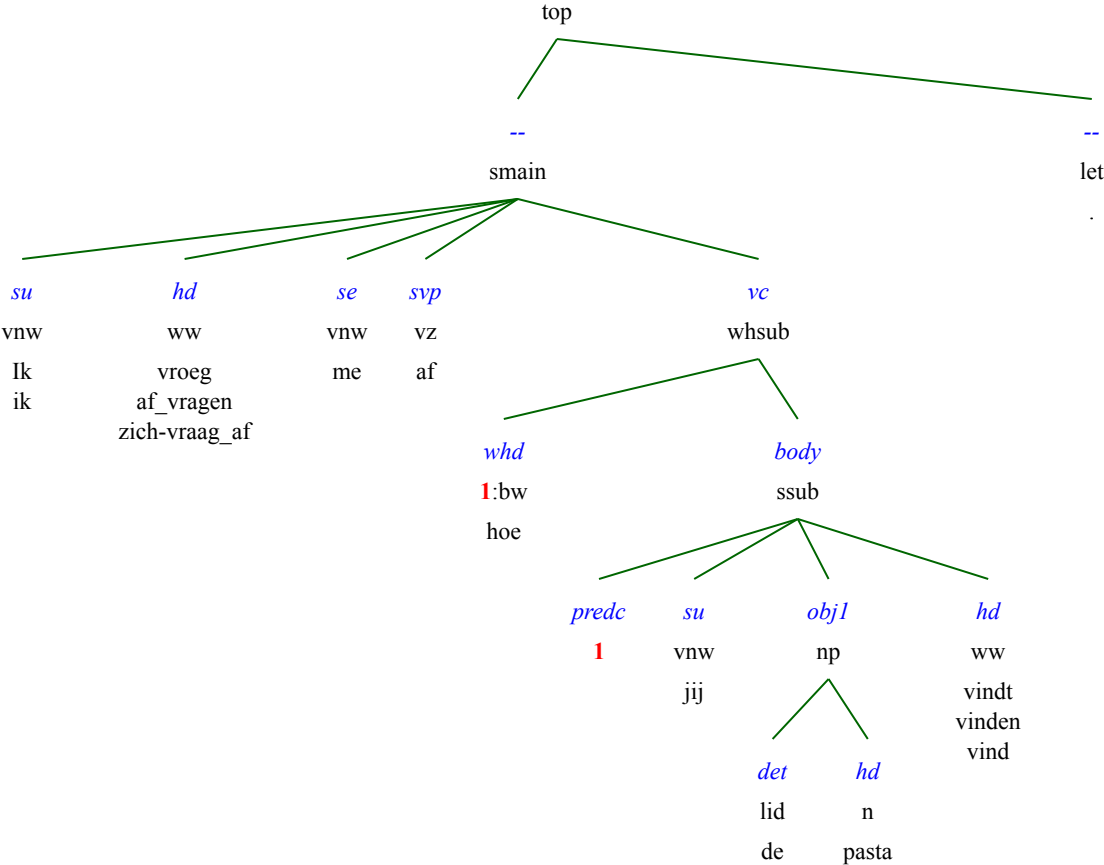 top
-- --
smain let
.
su hd se svp vc
vnw ww vnw vz whsub
Ik vroeg me af
ik af_vragen
zich-vraag_af
whd body
1:bw ssub
hoe
predc su obj1 hd
1 vnw np ww
jij vindt
vinden
vind
det hd
lid n
de pasta